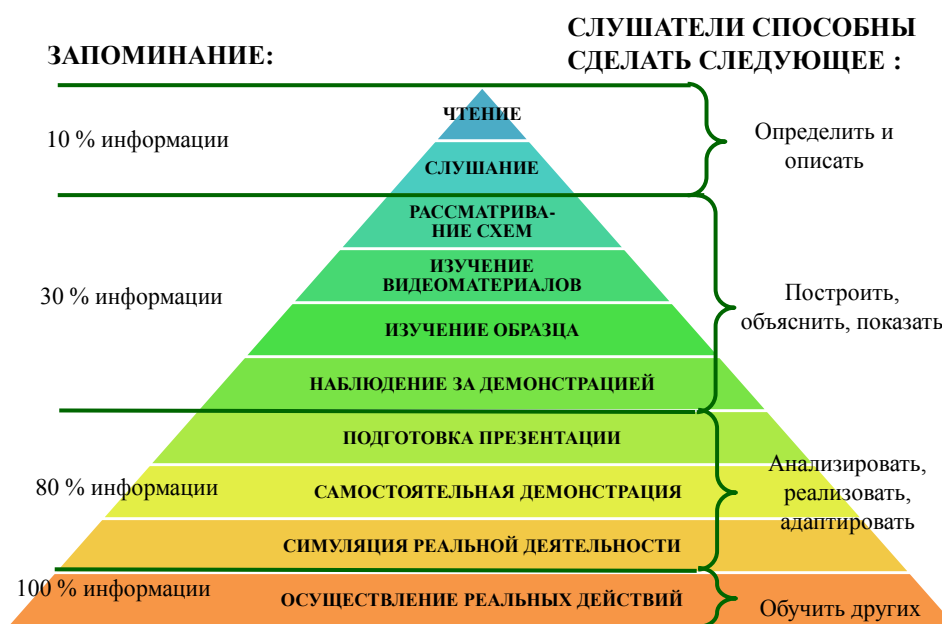 ЗАПОМИНАНИЕ:
СЛУШАТЕЛИ СПОСОБНЫ
СДЕЛАТЬ СЛЕДУЮЩЕЕ :
10 % информации
ЧТЕНИЕ
СЛУШАНИЕ
Определить и
описать
30 % информации
РАССМАТРИВА-
НИЕ СХЕМ
ИЗУЧЕНИЕ
ВИДЕОМАТЕРИАЛОВ
ИЗУЧЕНИЕ ОБРАЗЦА
НАБЛЮДЕНИЕ ЗА ДЕМОНСТРАЦИЕЙ
Построить,
объяснить, показать
80 % информации
ПОДГОТОВКА ПРЕЗЕНТАЦИИ
САМОСТОЯТЕЛЬНАЯ ДЕМОНСТРАЦИЯ
СИМУЛЯЦИЯ РЕАЛЬНОЙ ДЕЯТЕЛЬНОСТИ
Анализировать,
реализовать,
адаптировать
100 % информации
ОСУЩЕСТВЛЕНИЕ РЕАЛЬНЫХ ДЕЙСТВИЙ
Обучить других